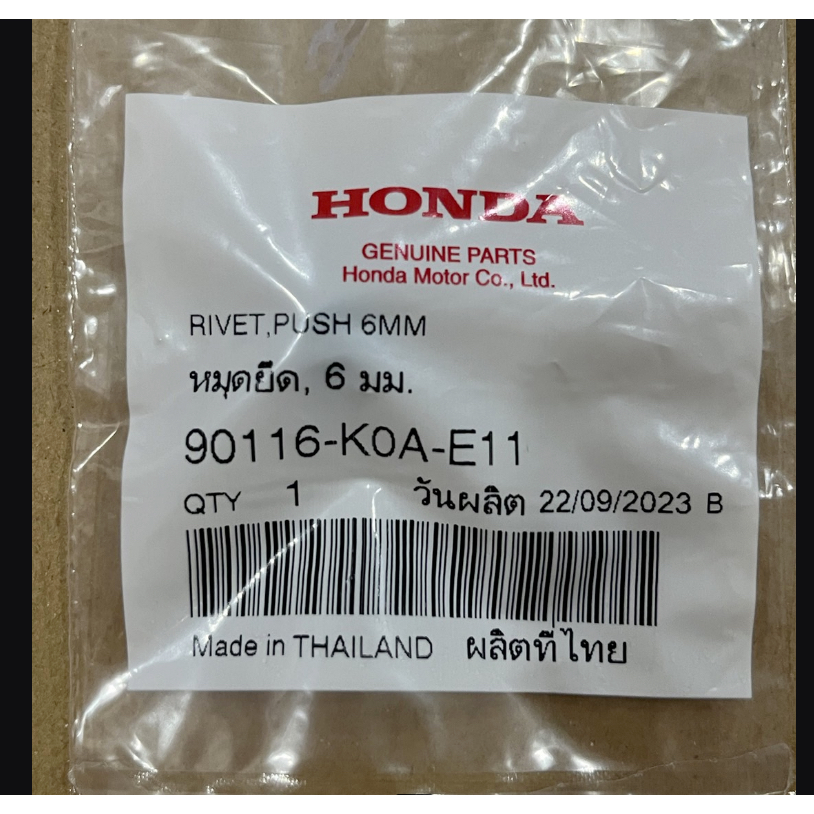 HONDA
GENUINE PARTS
Honda Motor Co., Ltd.
RIVET,PUSH 6MM
หมุดยึด, 6 มม.
90116-K0A-E11
QTY 1 วันผลิต 22/09/2023 B
Made in THAILAND ผลิตที่ไทย